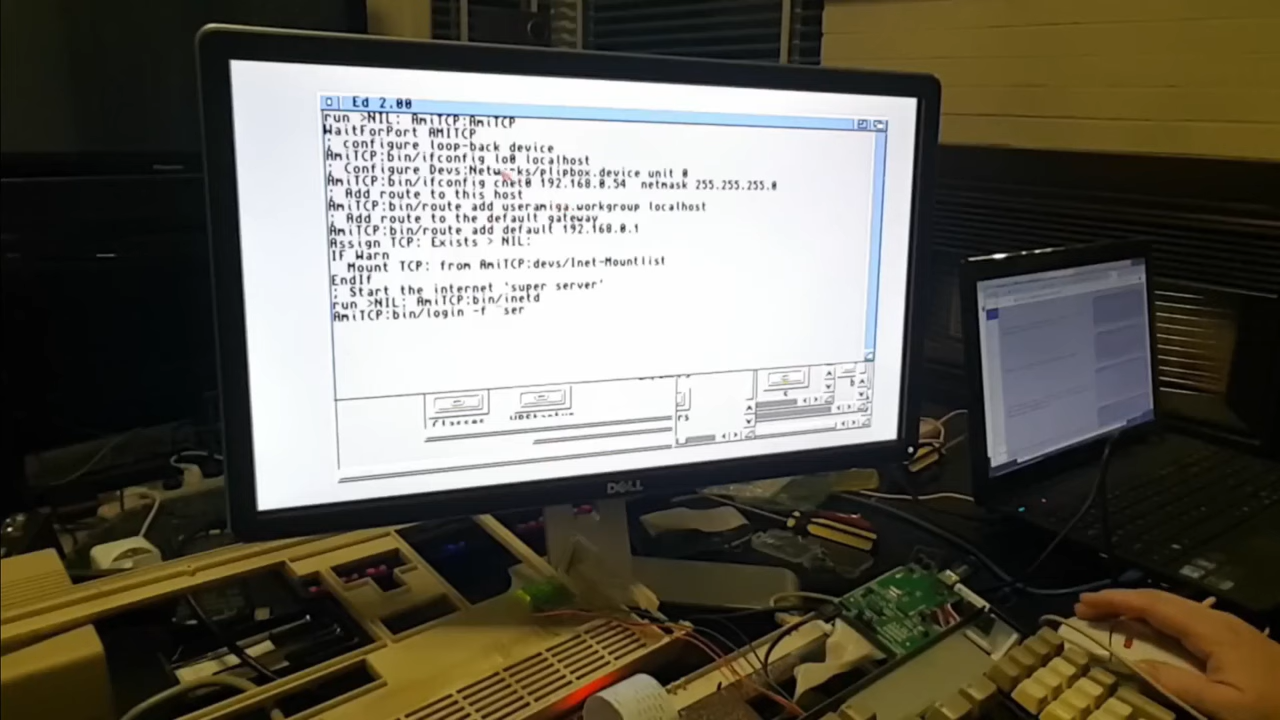 Ed 2.00
run >NIL: AmiTCP:AmiTCP
WaitForPort AMITCP
; configure loop-back device
AmiTCP:bin/ifconfig lo0 localhost
; Configure Devs:Networks/plipbox.device unit 0
AmiTCP:bin/ifconfig cnet0 192.168.0.54 netmask 255.255.255.0
; Add route to this host
AmiTCP:bin/route add useramiga.workgroup localhost
; Add route to the default gateway
AmiTCP:bin/route add default 192.168.0.1
Assign TCP: Exists > NIL:
IF Warn
Mount TCP: from AmiTCP:devs/Inet-Mountlist
EndIf
; Start the internet 'super server'
run >NIL: AmiTCP:bin/inetd
AmiTCP:bin/login -f ser
DELL